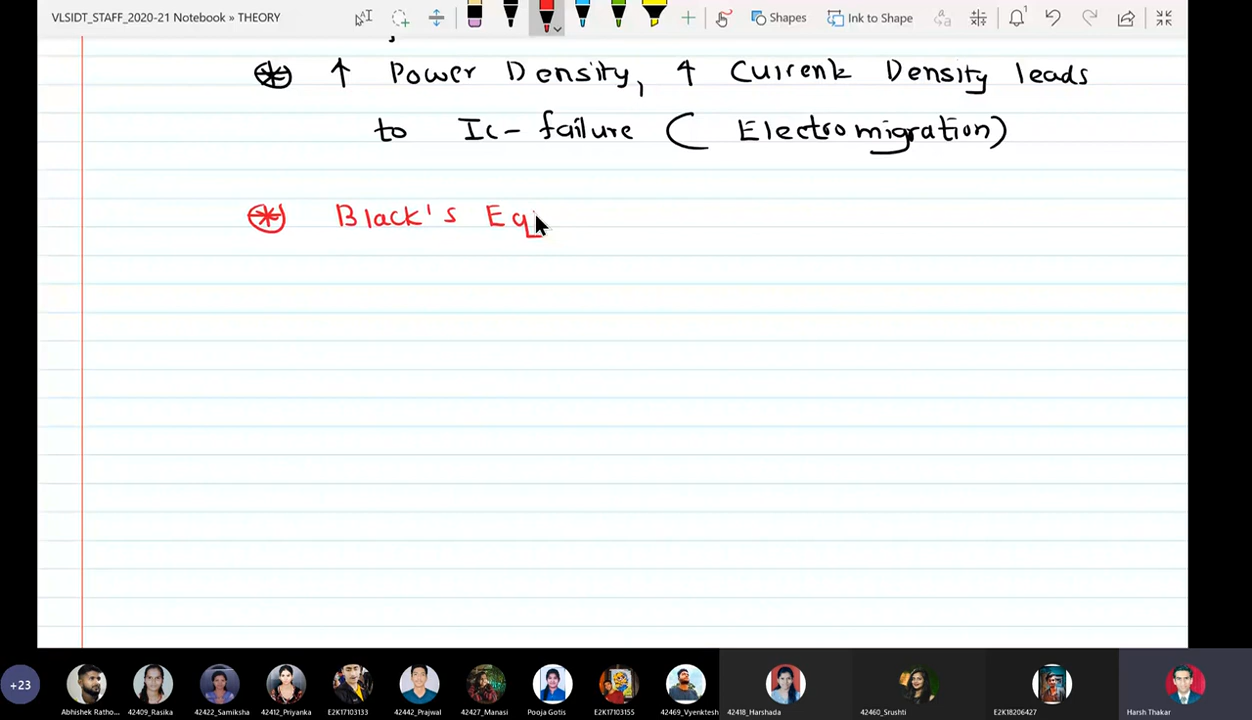 VLSIDT_STAFF_2020-21 Notebook » THEORY
Shapes
Ink to Shape
⊛ ↑ Power Density, ↑ Current Density leads
to Ic- failure ( Electromigration)
⊛ Black's Eq
+23
Abhishek Ratho...
42409_Rasika
42422_Samiksha
42412_Priyanka
E2K17103133
42442_Prajwal
42427_Manasi
Pooja Gotis
E2K17103155
42469_Vyenktesh
42418_Harshada
42460_Srushti
E2K18206427
Harsh Thakar